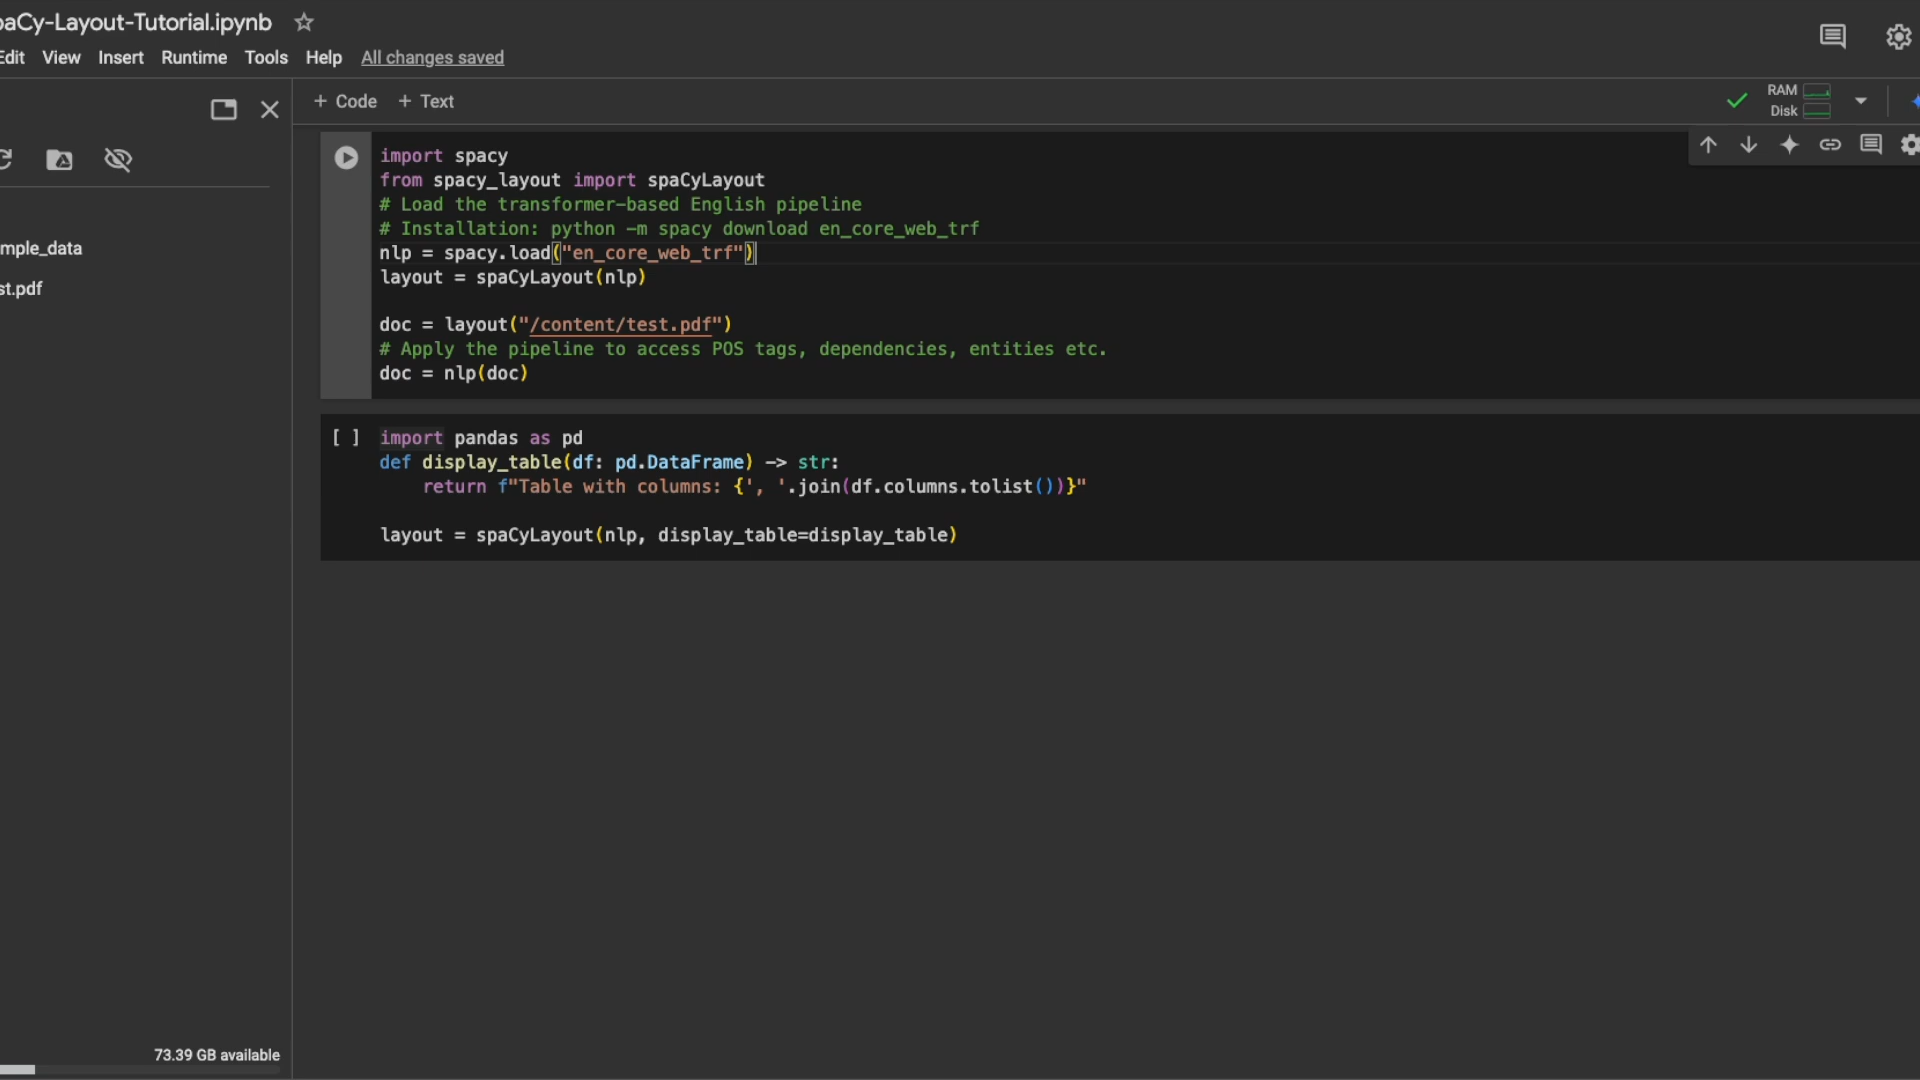 paCy-Layout-Tutorial.ipynb
Edit View Insert Runtime Tools Help All changes saved
+ Code + Text
RAM
Disk
import spacy
from spacy_layout import spaCyLayout
# Load the transformer-based English pipeline
# Installation: python -m spacy download en_core_web_trf
nlp = spacy.load("en_core_web_trf")
layout = spaCyLayout(nlp)
doc = layout("/content/test.pdf")
# Apply the pipeline to access POS tags, dependencies, entities etc.
doc = nlp(doc)
mple_data
st.pdf
[ ] import pandas as pd
def display_table(df: pd.DataFrame) -> str:
    return f"Table with columns: {', '.join(df.columns.tolist())}"
layout = spaCyLayout(nlp, display_table=display_table)
73.39 GB available